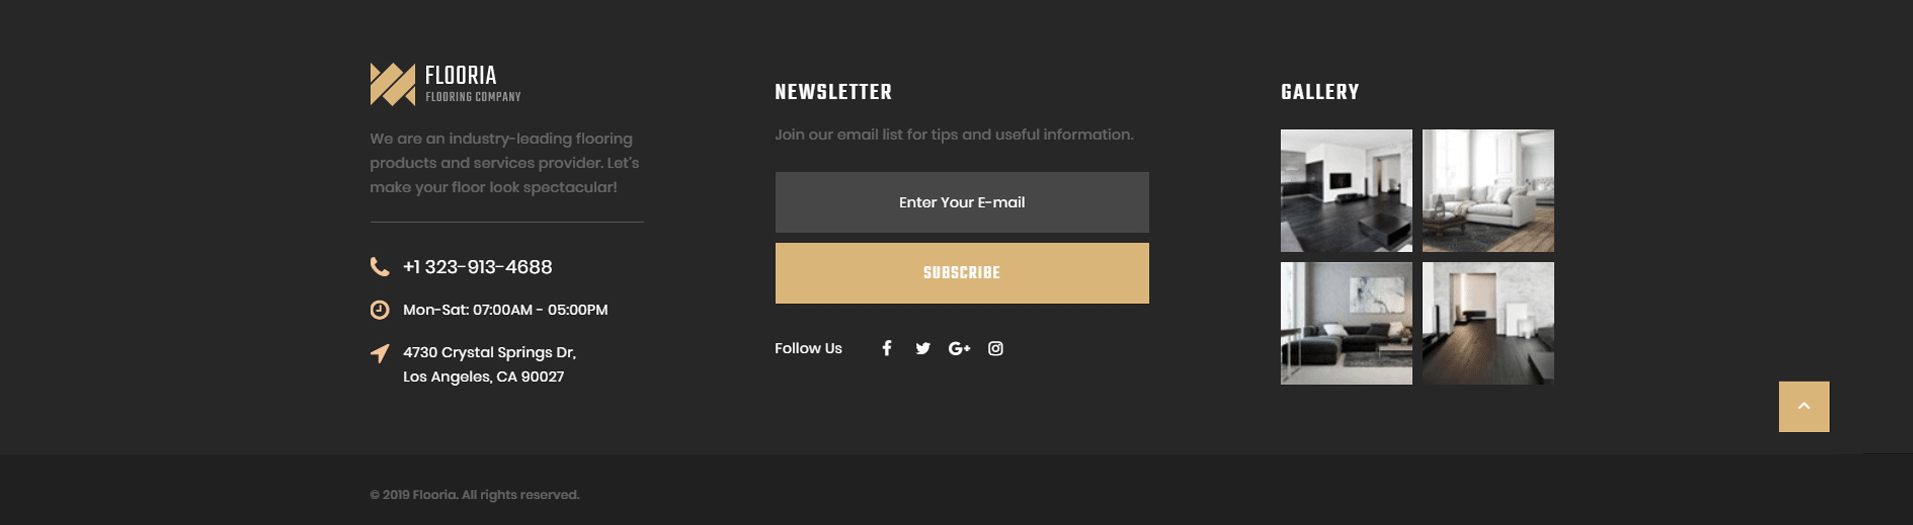 FLOORIA
FLOORING COMPANY
We are an industry-leading flooring
products and services provider. Let's
make your floor look spectacular!
+1 323-913-4688
Mon-Sat: 07:00AM - 05:00PM
4730 Crystal Springs Dr,
Los Angeles, CA 90027
NEWSLETTER
Join our email list for tips and useful information.
Enter Your E-mail
SUBSCRIBE
Follow Us
GALLERY
© 2019 Flooria. All rights reserved.